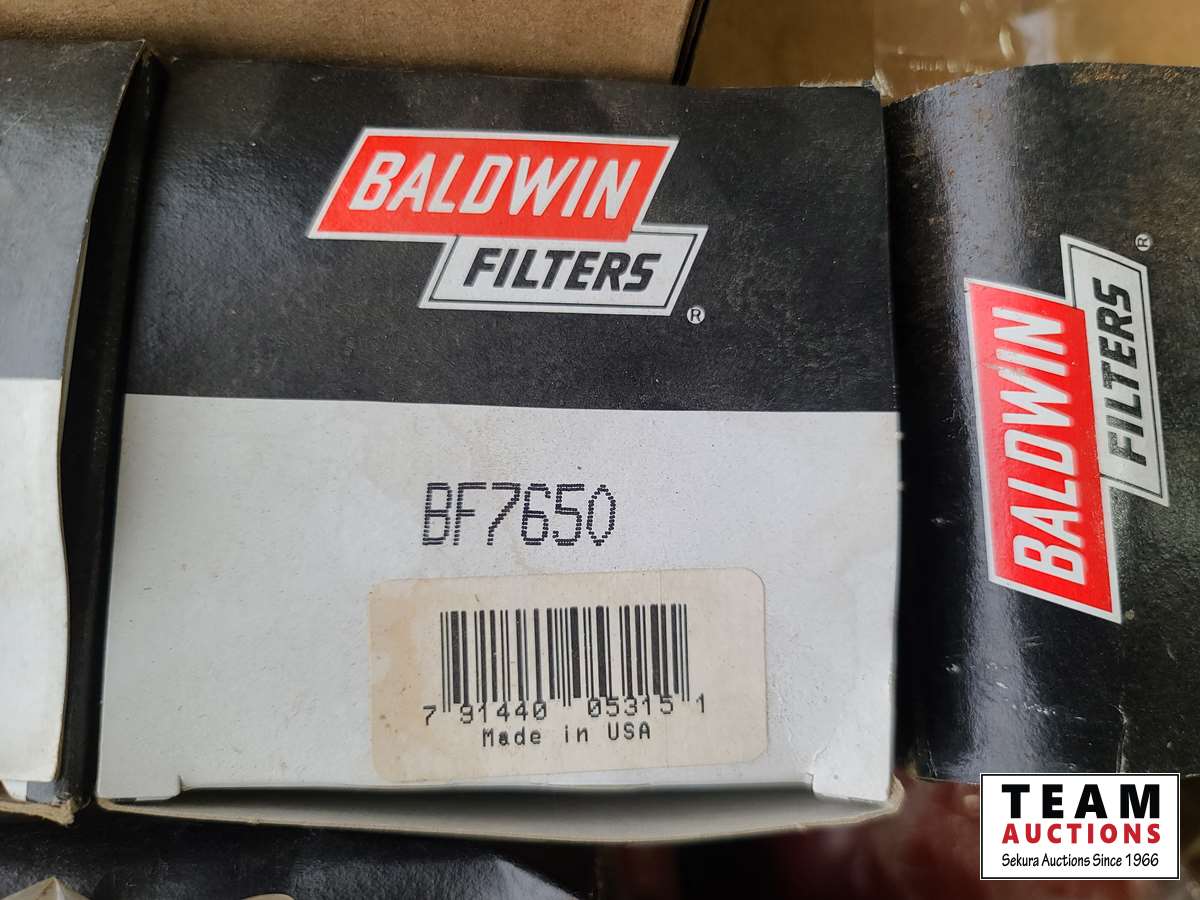 BALDWIN
FILTERS
®
BF7650
7 91440 05315 1
Made in USA
BALDWIN
FILTERS
®
TEAM
AUCTIONS
Sekura Auctions Since 1966